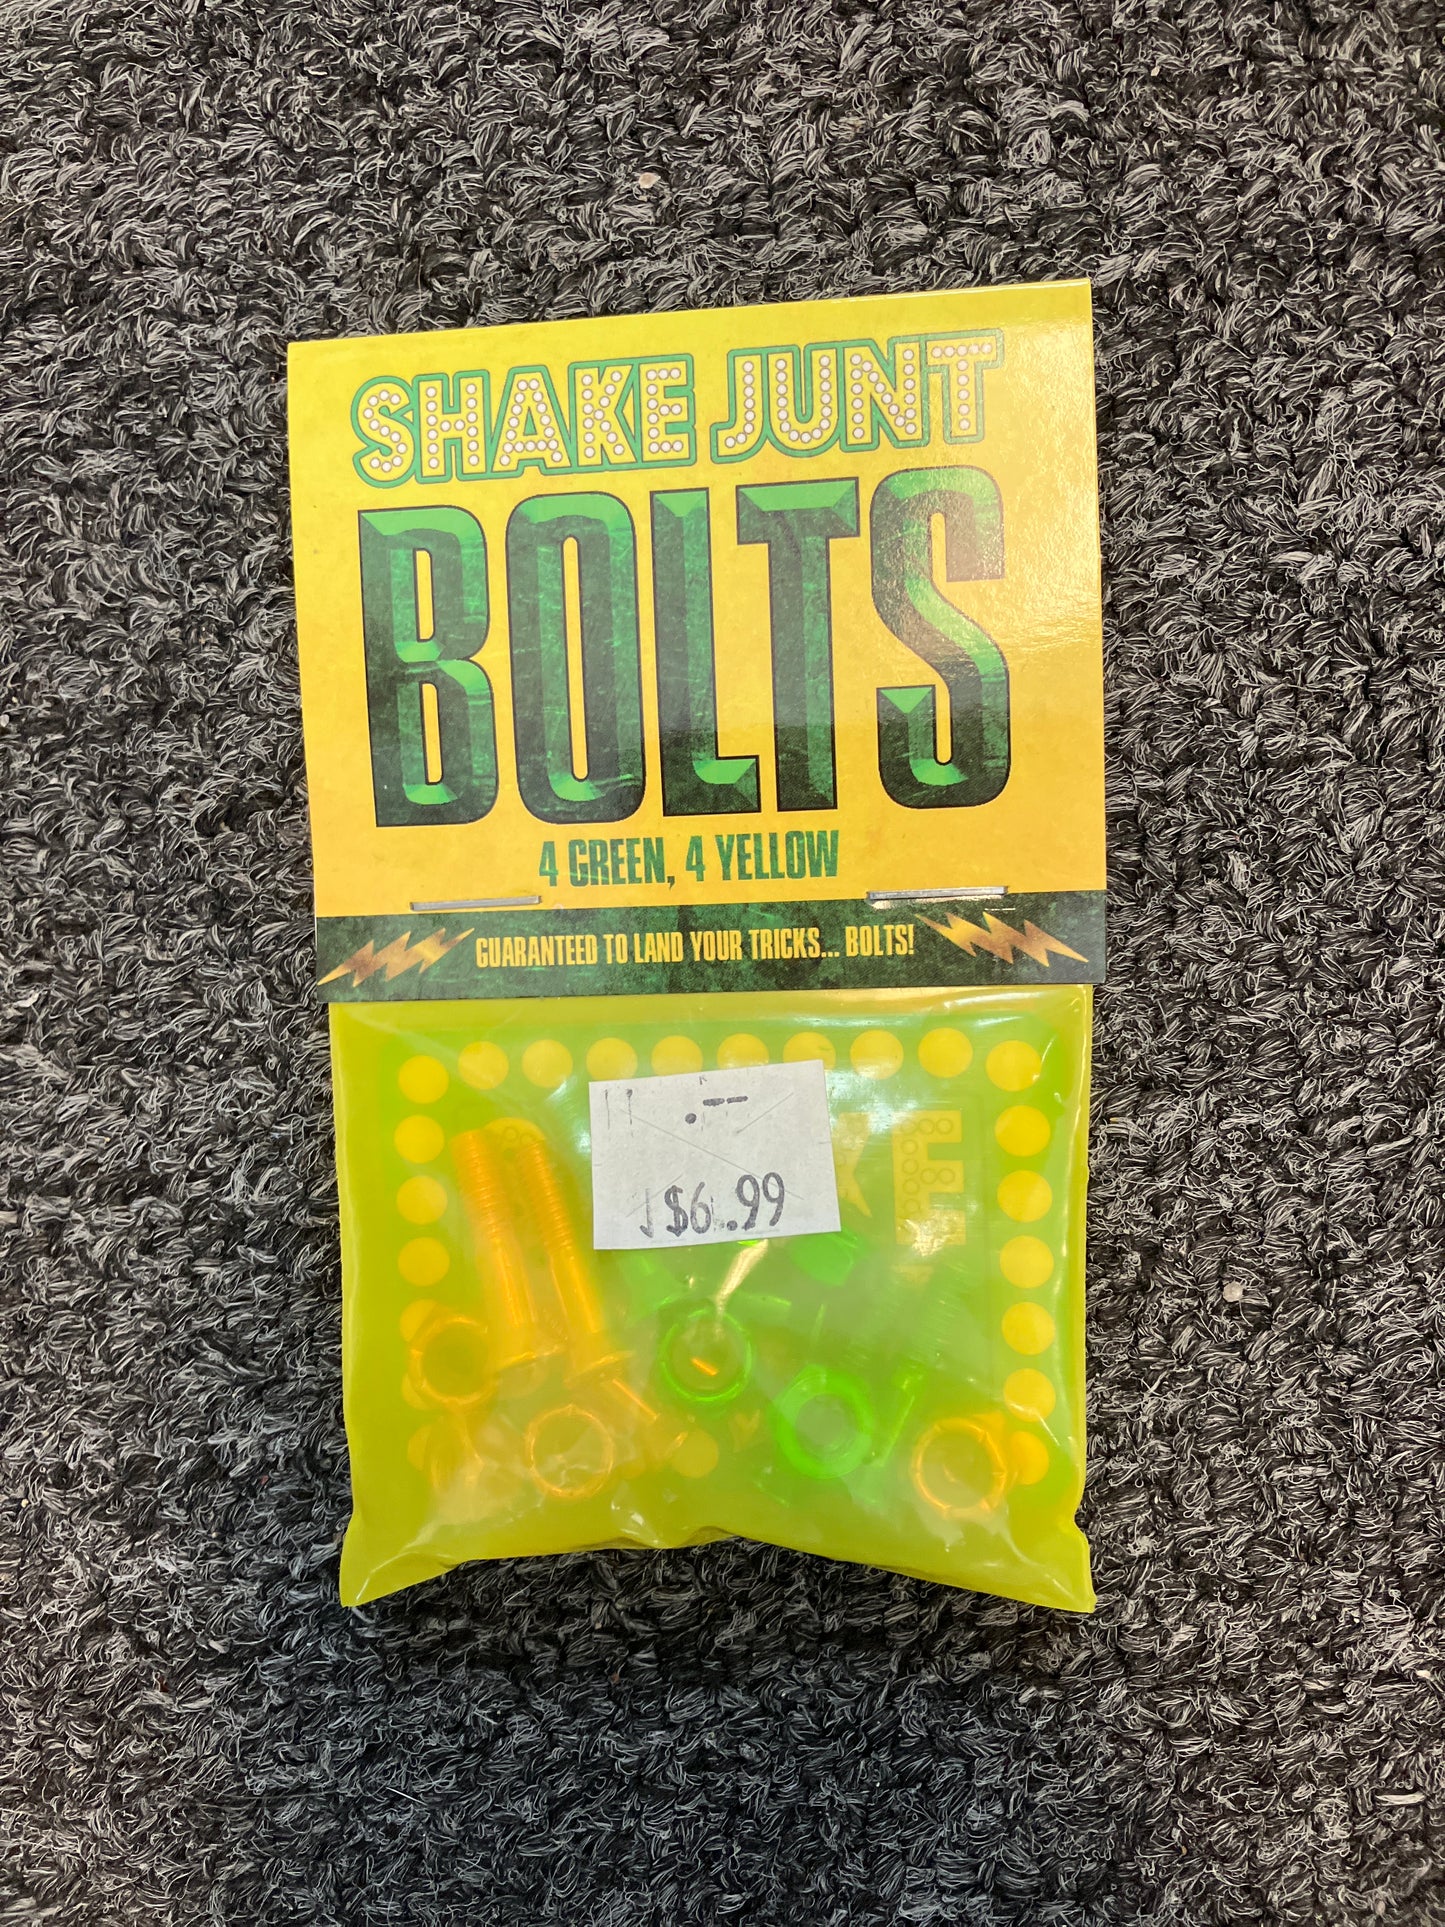 SHAKE JUNT
BOLTS
4 GREEN, 4 YELLOW
GUARANTEED TO LAND YOUR TRICKS... BOLTS!
$6.99